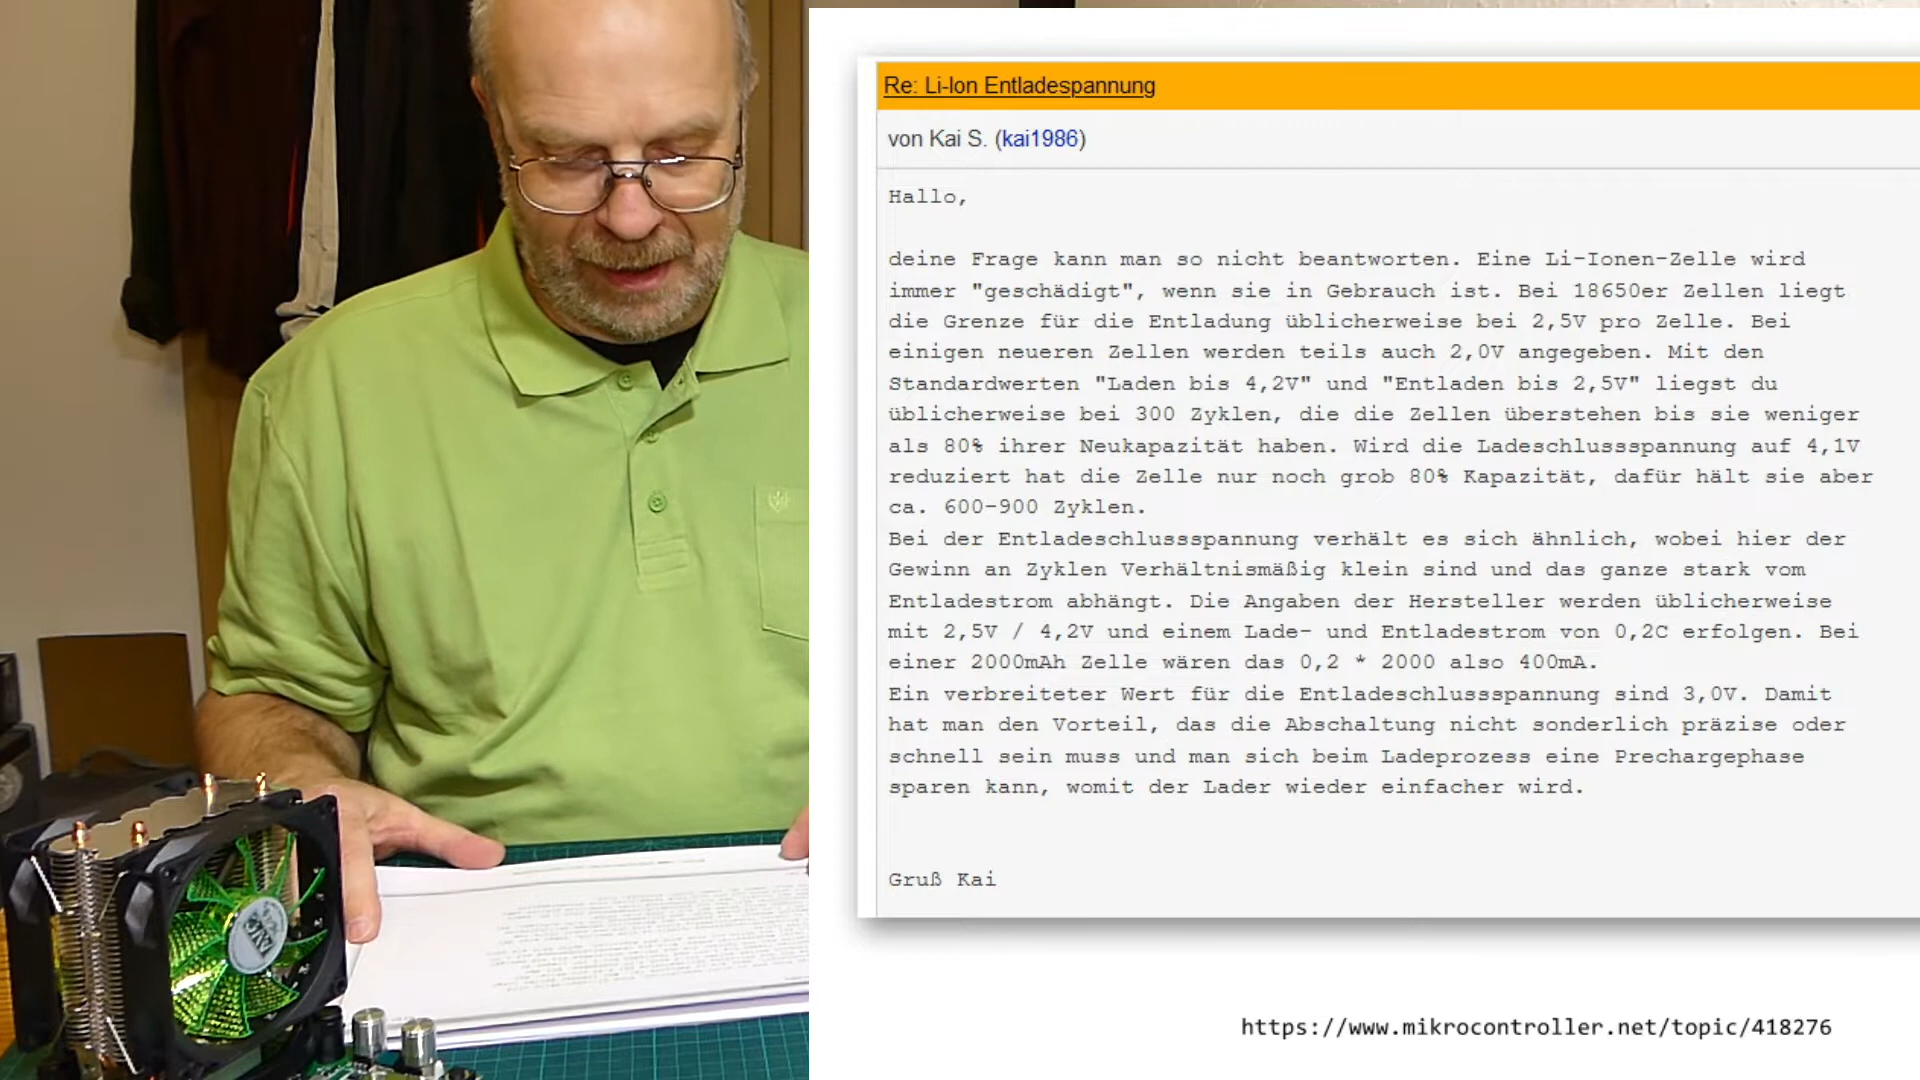 Re: Li-Ion Entladespannung
von Kai S. (kai1986)
Hallo,
deine Frage kann man so nicht beantworten. Eine Li-Ionen-Zelle wird
immer "geschädigt", wenn sie in Gebrauch ist. Bei 18650er Zellen liegt
die Grenze für die Entladung üblicherweise bei 2,5V pro Zelle. Bei
einigen neueren Zellen werden teils auch 2,0V angegeben. Mit den
Standardwerten "Laden bis 4,2V" und "Entladen bis 2,5V" liegst du
üblicherweise bei 300 Zyklen, die die Zellen überstehen bis sie weniger
als 80% ihrer Neukapazität haben. Wird die Ladeschlussspannung auf 4,1V
reduziert hat die Zelle nur noch grob 80% Kapazität, dafür hält sie aber
ca. 600-900 Zyklen.
Bei der Entladeschlussspannung verhält es sich ähnlich, wobei hier der
Gewinn an Zyklen Verhältnismäßig klein sind und das ganze stark vom
Entladestrom abhängt. Die Angaben der Hersteller werden üblicherweise
mit 2,5V / 4,2V und einem Lade- und Entladestrom von 0,2C erfolgen. Bei
einer 2000mAh Zelle wären das 0,2 * 2000 also 400mA.
Ein verbreiteter Wert für die Entladeschlussspannung sind 3,0V. Damit
hat man den Vorteil, das die Abschaltung nicht sonderlich präzise oder
schnell sein muss und man sich beim Ladeprozess eine Prechargephase
sparen kann, womit der Lader wieder einfacher wird.
Gruß Kai
https://www.mikrocontroller.net/topic/418276